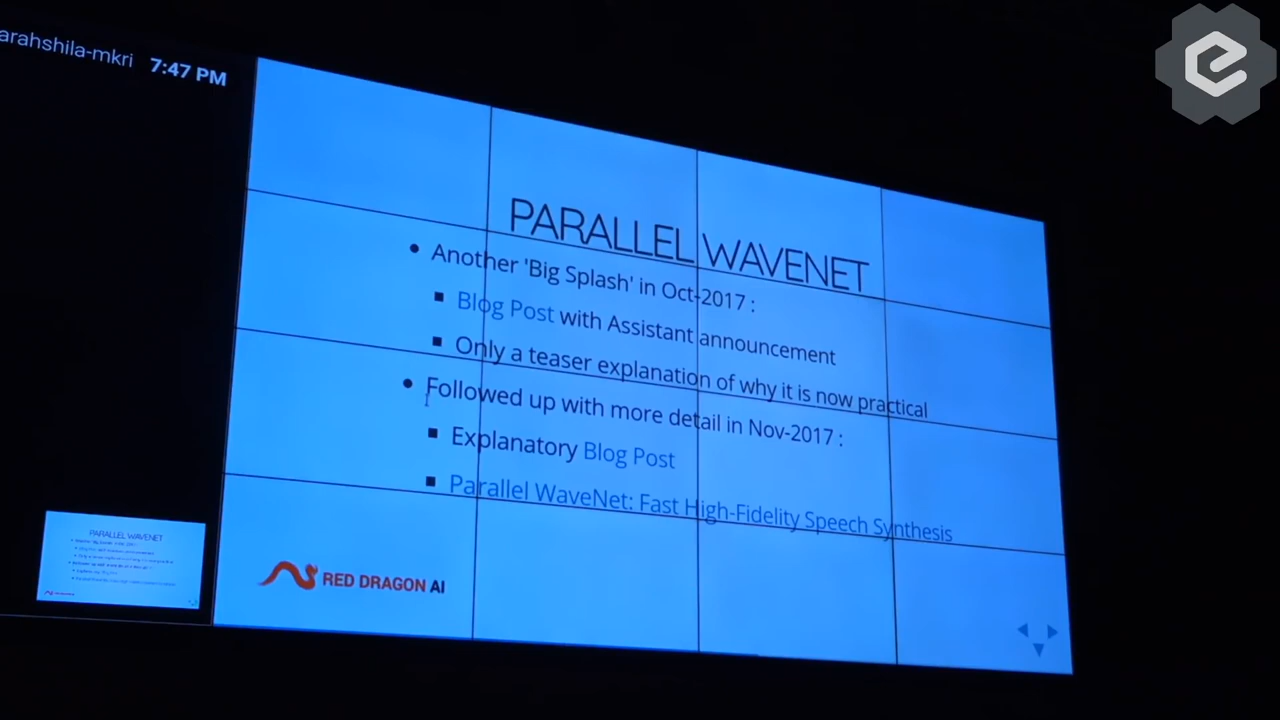 arahshila-mkri 7:47 PM
PARALLEL WAVENET
Another 'Big Splash' in Oct-2017 :
Blog Post with Assistant announcement
Only a teaser explanation of why it is now practical
Followed up with more detail in Nov-2017 :
Explanatory Blog Post
Parallel WaveNet: Fast High-Fidelity Speech Synthesis
RED DRAGON AI
PARALLEL WAVENET